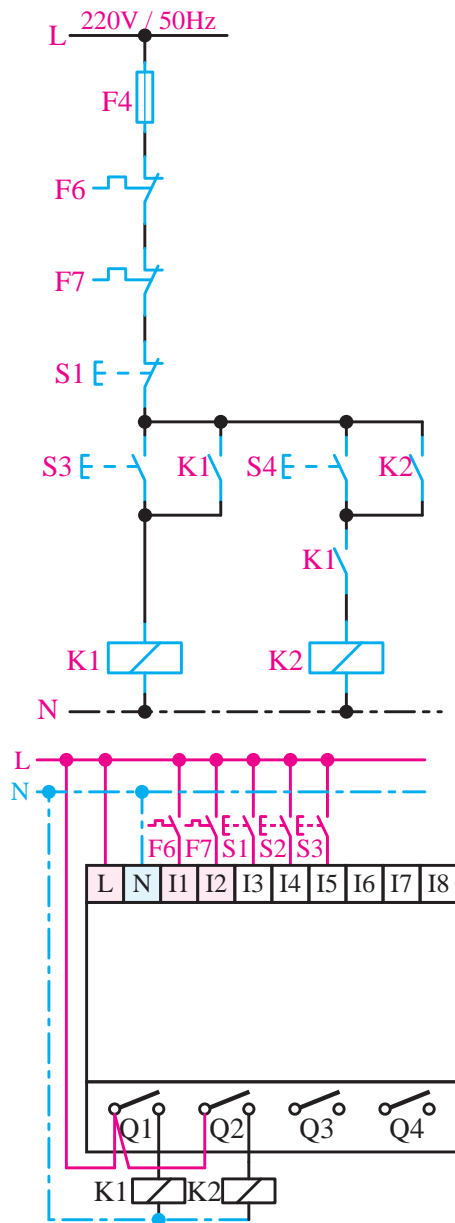 220V / 50Hz
L
F4
F6
F7
S1
S3 K1 S4 K2
K1
K1 K2
N
L
N
F6 F7 S1 S2 S3
L N I1 I2 I3 I4 I5 I6 I7 I8
Q1 Q2 Q3 Q4
K1 K2